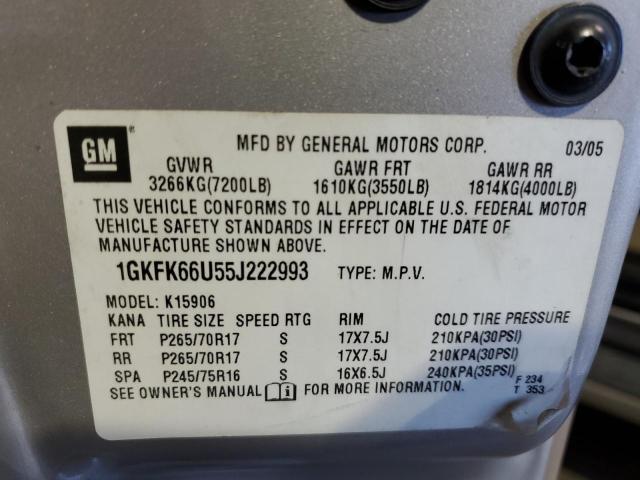 GM ®
MFD BY GENERAL MOTORS CORP. 03/05
GVWR GAWR FRT GAWR RR
3266KG(7200LB) 1610KG(3550LB) 1814KG(4000LB)
THIS VEHICLE CONFORMS TO ALL APPLICABLE U.S. FEDERAL MOTOR
VEHICLE SAFETY STANDARDS IN EFFECT ON THE DATE OF
MANUFACTURE SHOWN ABOVE.
1GKFK66U55J222993 TYPE: M.P.V.
MODEL: K15906
KANA TIRE SIZE SPEED RTG RIM COLD TIRE PRESSURE
FRT P265/70R17 S 17X7.5J 210KPA(30PSI)
RR P265/70R17 S 17X7.5J 210KPA(30PSI)
SPA P245/75R16 S 16X6.5J 240KPA(35PSI)
F 234
SEE OWNER'S MANUAL FOR MORE INFORMATION. T 353